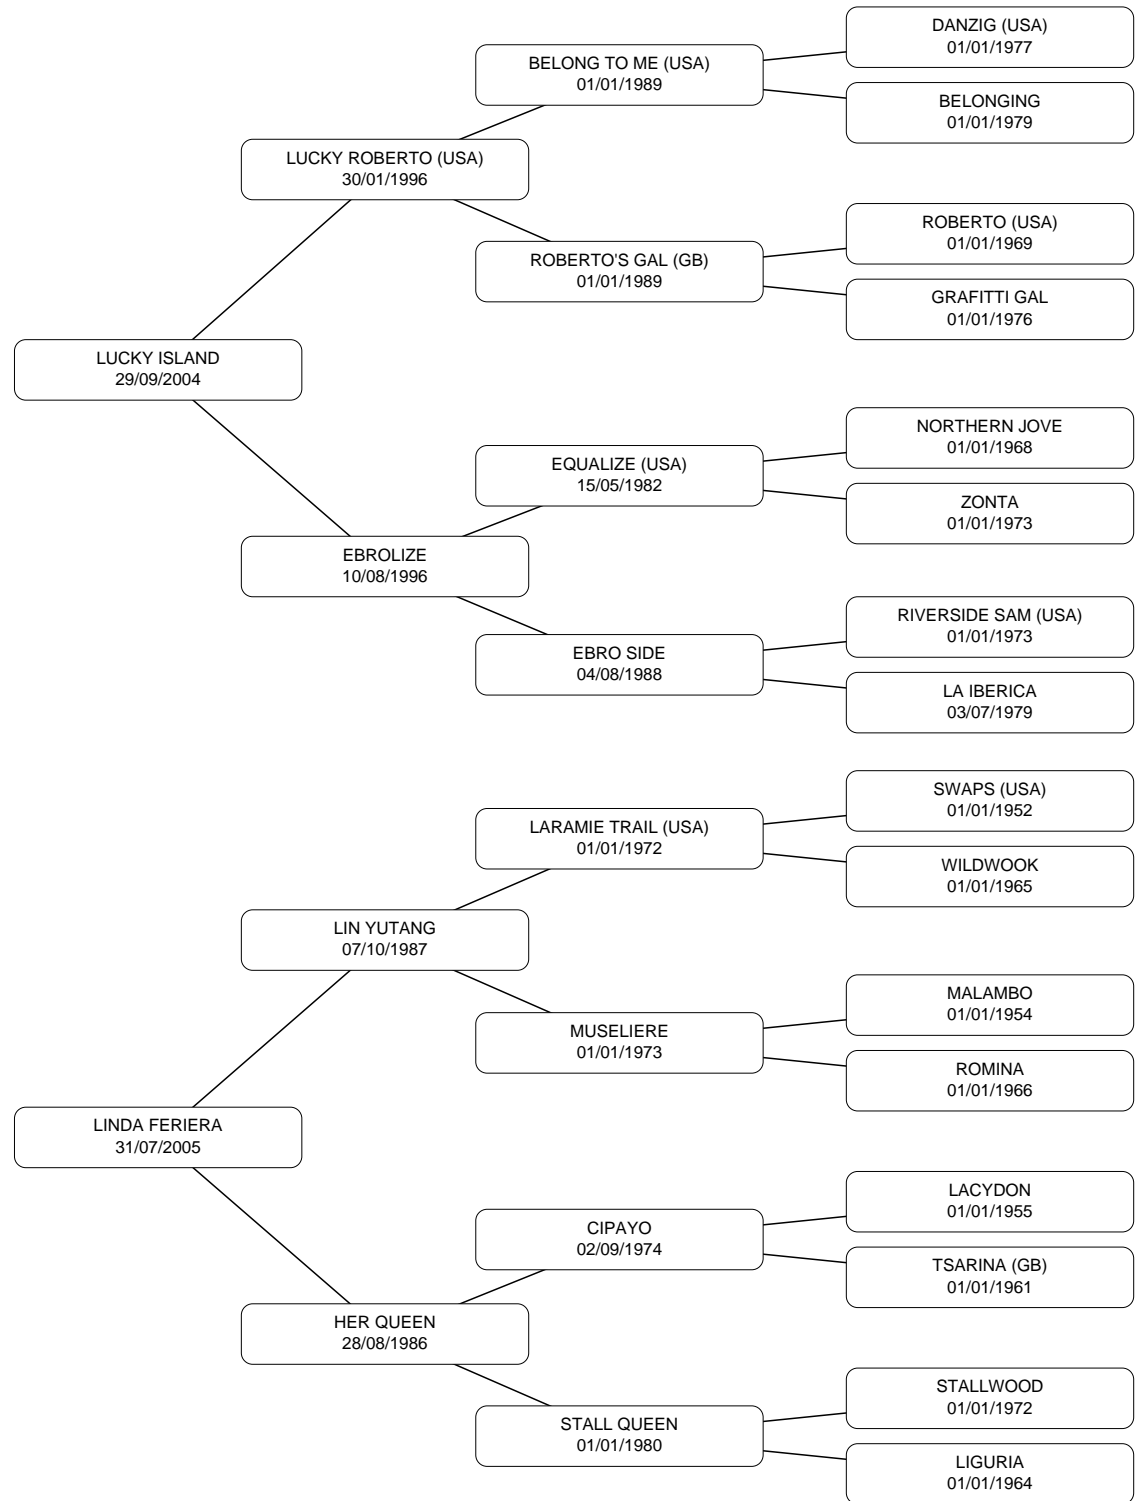 DANZIG (USA)
01/01/1977
BELONG TO ME (USA)
01/01/1989
BELONGING
01/01/1979
LUCKY ROBERTO (USA)
30/01/1996
ROBERTO (USA)
01/01/1969
ROBERTO'S GAL (GB)
01/01/1989
GRAFITTI GAL
01/01/1976
LUCKY ISLAND
29/09/2004
NORTHERN JOVE
01/01/1968
EQUALIZE (USA)
15/05/1982
ZONTA
01/01/1973
EBROLIZE
10/08/1996
RIVERSIDE SAM (USA)
01/01/1973
EBRO SIDE
04/08/1988
LA IBERICA
03/07/1979
SWAPS (USA)
01/01/1952
LARAMIE TRAIL (USA)
01/01/1972
WILDWOOK
01/01/1965
LIN YUTANG
07/10/1987
MALAMBO
01/01/1954
MUSELIERE
01/01/1973
ROMINA
01/01/1966
LINDA FERIERA
31/07/2005
LACYDON
01/01/1955
CIPAYO
02/09/1974
TSARINA (GB)
01/01/1961
HER QUEEN
28/08/1986
STALLWOOD
01/01/1972
STALL QUEEN
01/01/1980
LIGURIA
01/01/1964